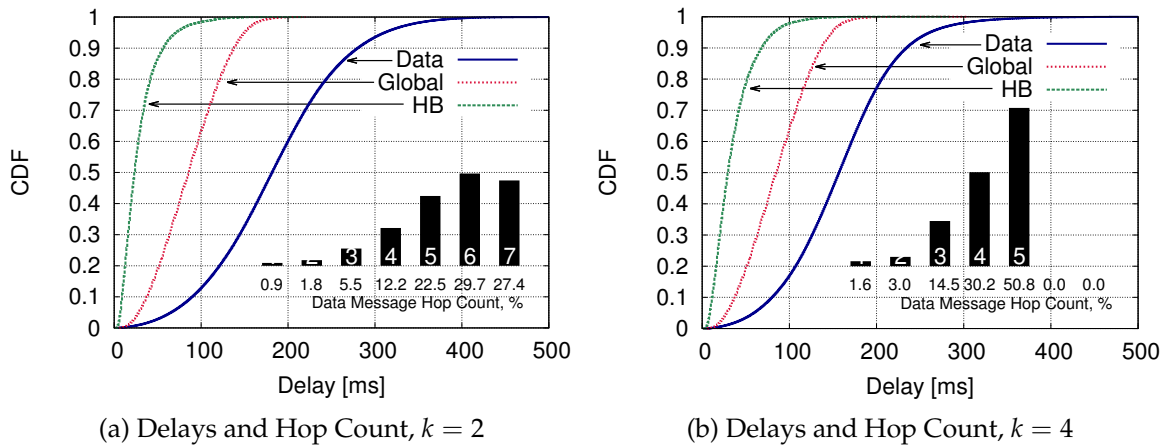 1
0.9
0.8
0.7
0.6
0.5
0.4
0.3
0.2
0.1
0
CDF
Data
Global
HB
1 2 3 4 5 6 7
0.9 1.8 5.5 12.2 22.5 29.7 27.4
Data Message Hop Count, %
0 100 200 300 400 500
Delay [ms]
(a) Delays and Hop Count, k = 2
1
0.9
0.8
0.7
0.6
0.5
0.4
0.3
0.2
0.1
0
CDF
Data
Global
HB
1 2 3 4 5
1.6 3.0 14.5 30.2 50.8 0.0 0.0
Data Message Hop Count, %
0 100 200 300 400 500
Delay [ms]
(b) Delays and Hop Count, k = 4